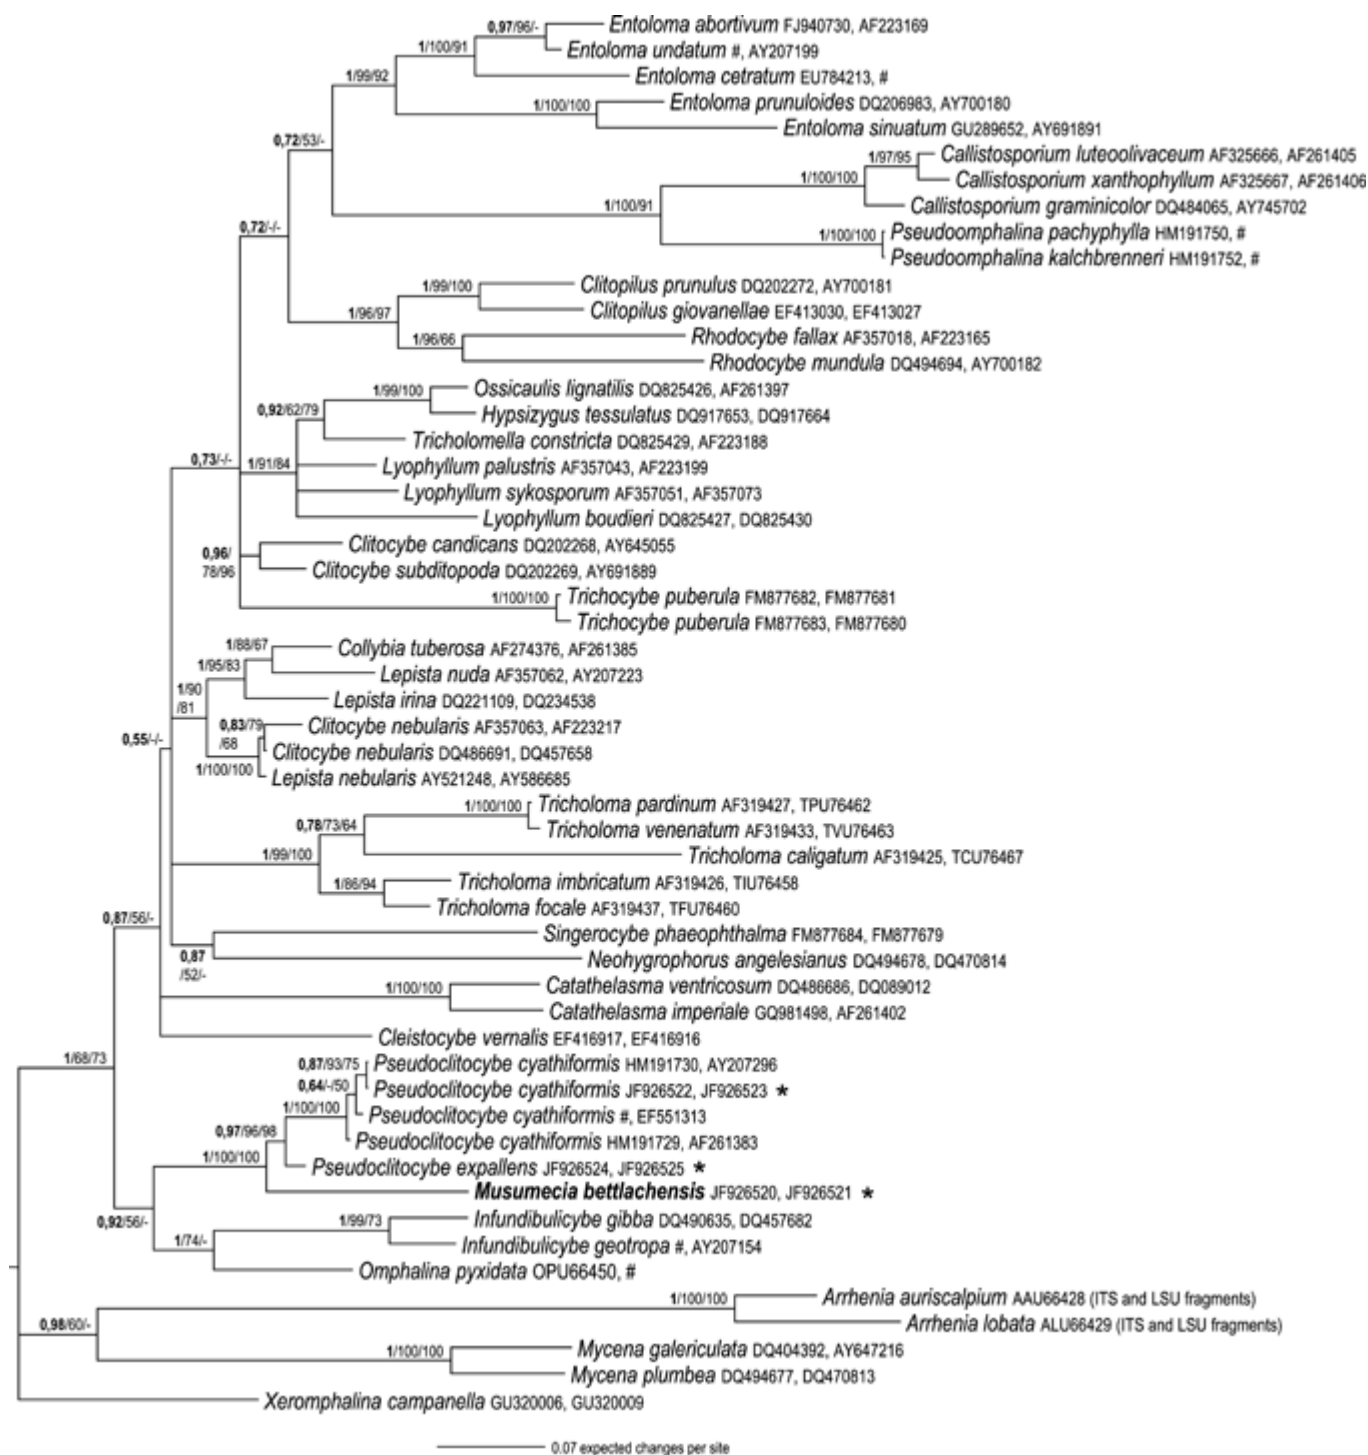 0,97/96/-
Entoloma abortivum FJ940730, AF223169
1/100/91
Entoloma undatum #, AY207199
1/99/92
Entoloma cetratum EU784213, #
1/100/100
Entoloma prunuloides DQ206983, AY700180
Entoloma sinuatum GU289652, AY691891
0,72/53/-
1/97/95
Callistosporium luteoolivaceum AF325666, AF261405
1/100/100
Callistosporium xanthophyllum AF325667, AF261406
1/100/91
Callistosporium graminicolor DQ484065, AY745702
0,72/-/-
1/100/100
Pseudoomphalina pachyphylla HM191750, #
Pseudoomphalina kalchbrenneri HM191752, #
1/99/100
Clitopilus prunulus DQ202272, AY700181
1/96/97
Clitopilus giovanellae EF413030, EF413027
1/96/66
Rhodocybe fallax AF357018, AF223165
Rhodocybe mundula DQ494694, AY700182
1/99/100
Ossicaulis lignatilis DQ825426, AF261397
0,92/62/79
Hypsizygus tessulatus DQ917653, DQ917664
Tricholomella constricta DQ825429, AF223188
0,73/-/-
1/91/84
Lyophyllum palustris AF357043, AF223199
Lyophyllum sykosporum AF357051, AF357073
Lyophyllum boudieri DQ825427, DQ825430
0,96/
78/96
Clitocybe candicans DQ202268, AY645055
Clitocybe subditopoda DQ202269, AY691889
1/100/100
Trichocybe puberula FM877682, FM877681
Trichocybe puberula FM877683, FM877680
1/88/67
Collybia tuberosa AF274376, AF261385
1/95/83
Lepista nuda AF357062, AY207223
1/90
/81
Lepista irina DQ221109, DQ234538
0,83/79
/68
Clitocybe nebularis AF357063, AF223217
0,55/-/-
Clitocybe nebularis DQ486691, DQ457658
1/100/100
Lepista nebularis AY521248, AY586685
1/100/100
Tricholoma pardinum AF319427, TPU76462
0,78/73/64
Tricholoma venenatum AF319433, TVU76463
1/99/100
Tricholoma caligatum AF319425, TCU76467
1/86/94
Tricholoma imbricatum AF319426, TIU76458
Tricholoma focale AF319437, TFU76460
0,87/56/-
Singerocybe phaeophthalma FM877684, FM877679
0,87
/52/-
Neohygrophorus angelesianus DQ494678, DQ470814
1/100/100
Catathelasma ventricosum DQ486686, DQ089012
Catathelasma imperiale GQ981498, AF261402
Cleistocybe vernalis EF416917, EF416916
1/68/73
0,87/93/75
Pseudoclitocybe cyathiformis HM191730, AY207296
0,64/-/50
Pseudoclitocybe cyathiformis JF926522, JF926523 *
1/100/100
Pseudoclitocybe cyathiformis #, EF551313
0,97/96/98
Pseudoclitocybe cyathiformis HM191729, AF261383
1/100/100
Pseudoclitocybe expallens JF926524, JF926525 *
Musumecia bettlachensis JF926520, JF926521 *
0,92/56/-
1/99/73
Infundibulicybe gibba DQ490635, DQ457682
1/74/-
Infundibulicybe geotropa #, AY207154
Omphalina pyxidata OPU66450, #
1/100/100
Arrhenia auriscalpium AAU66428 (ITS and LSU fragments)
0,98/60/-
Arrhenia lobata ALU66429 (ITS and LSU fragments)
1/100/100
Mycena galericulata DQ404392, AY647216
Mycena plumbea DQ494677, DQ470813
Xeromphalina campanella GU320006, GU320009
0.07 expected changes per site